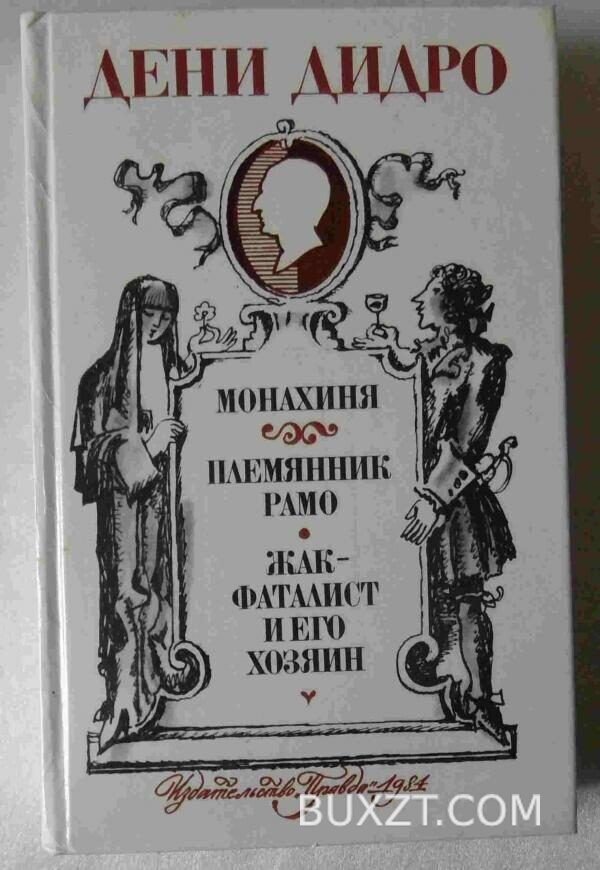 ДЕНИ ДИДРО
МОНАХИНЯ
ПЛЕМЯННИК
РАМО
ЖАК-
ФАТАЛИСТ
И ЕГО
ХОЗЯИН
Издательство „Правда" 1984
BUXZT.COM